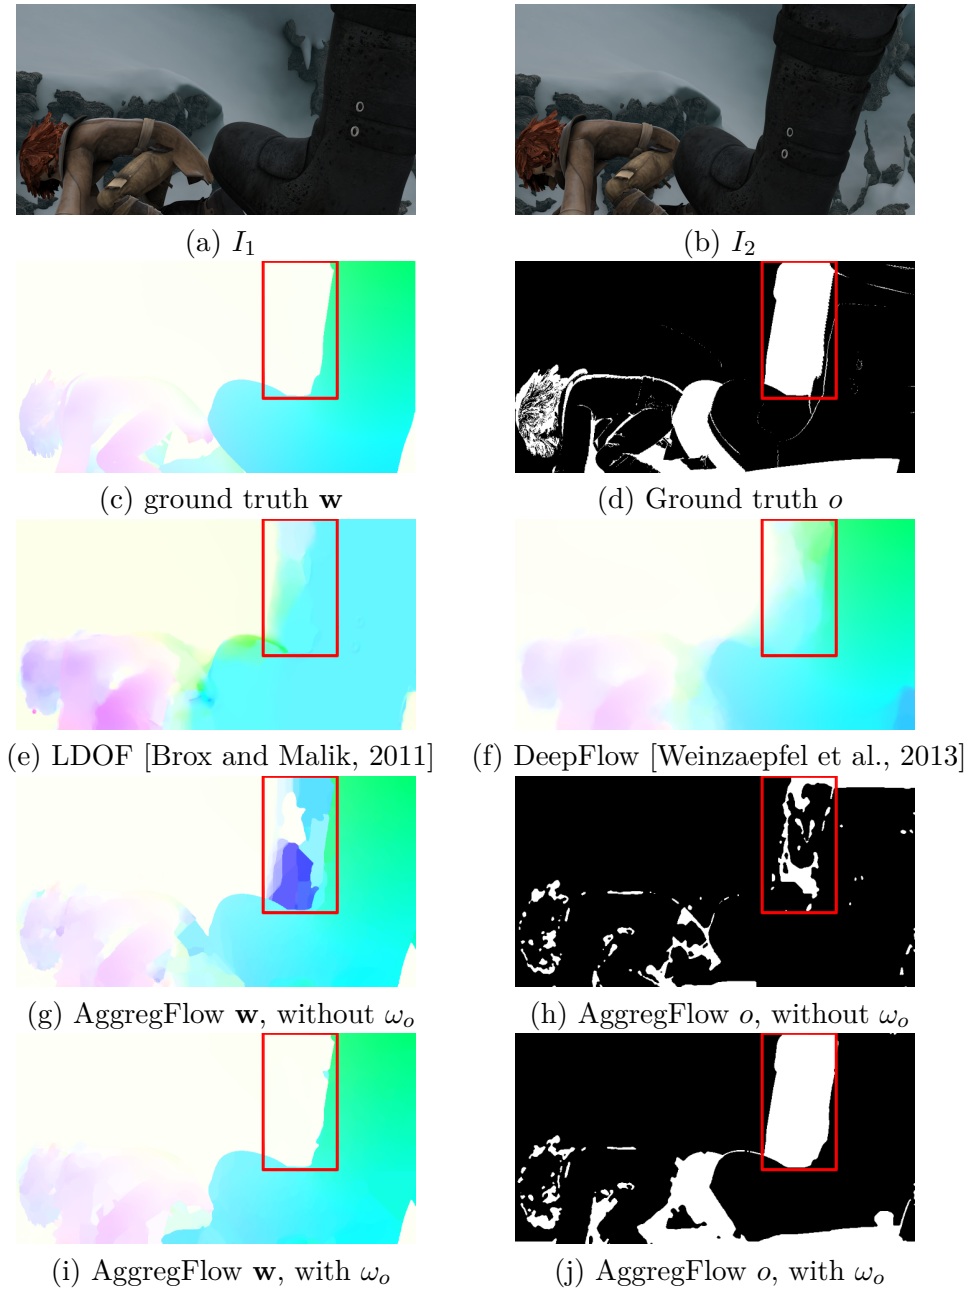 (a) I₁
(b) I₂
(c) ground truth w
(d) Ground truth o
(e) LDOF [Brox and Malik, 2011]
(f) DeepFlow [Weinzaepfel et al., 2013]
(g) AggregFlow w, without ωₒ
(h) AggregFlow o, without ωₒ
(i) AggregFlow w, with ωₒ
(j) AggregFlow o, with ωₒ